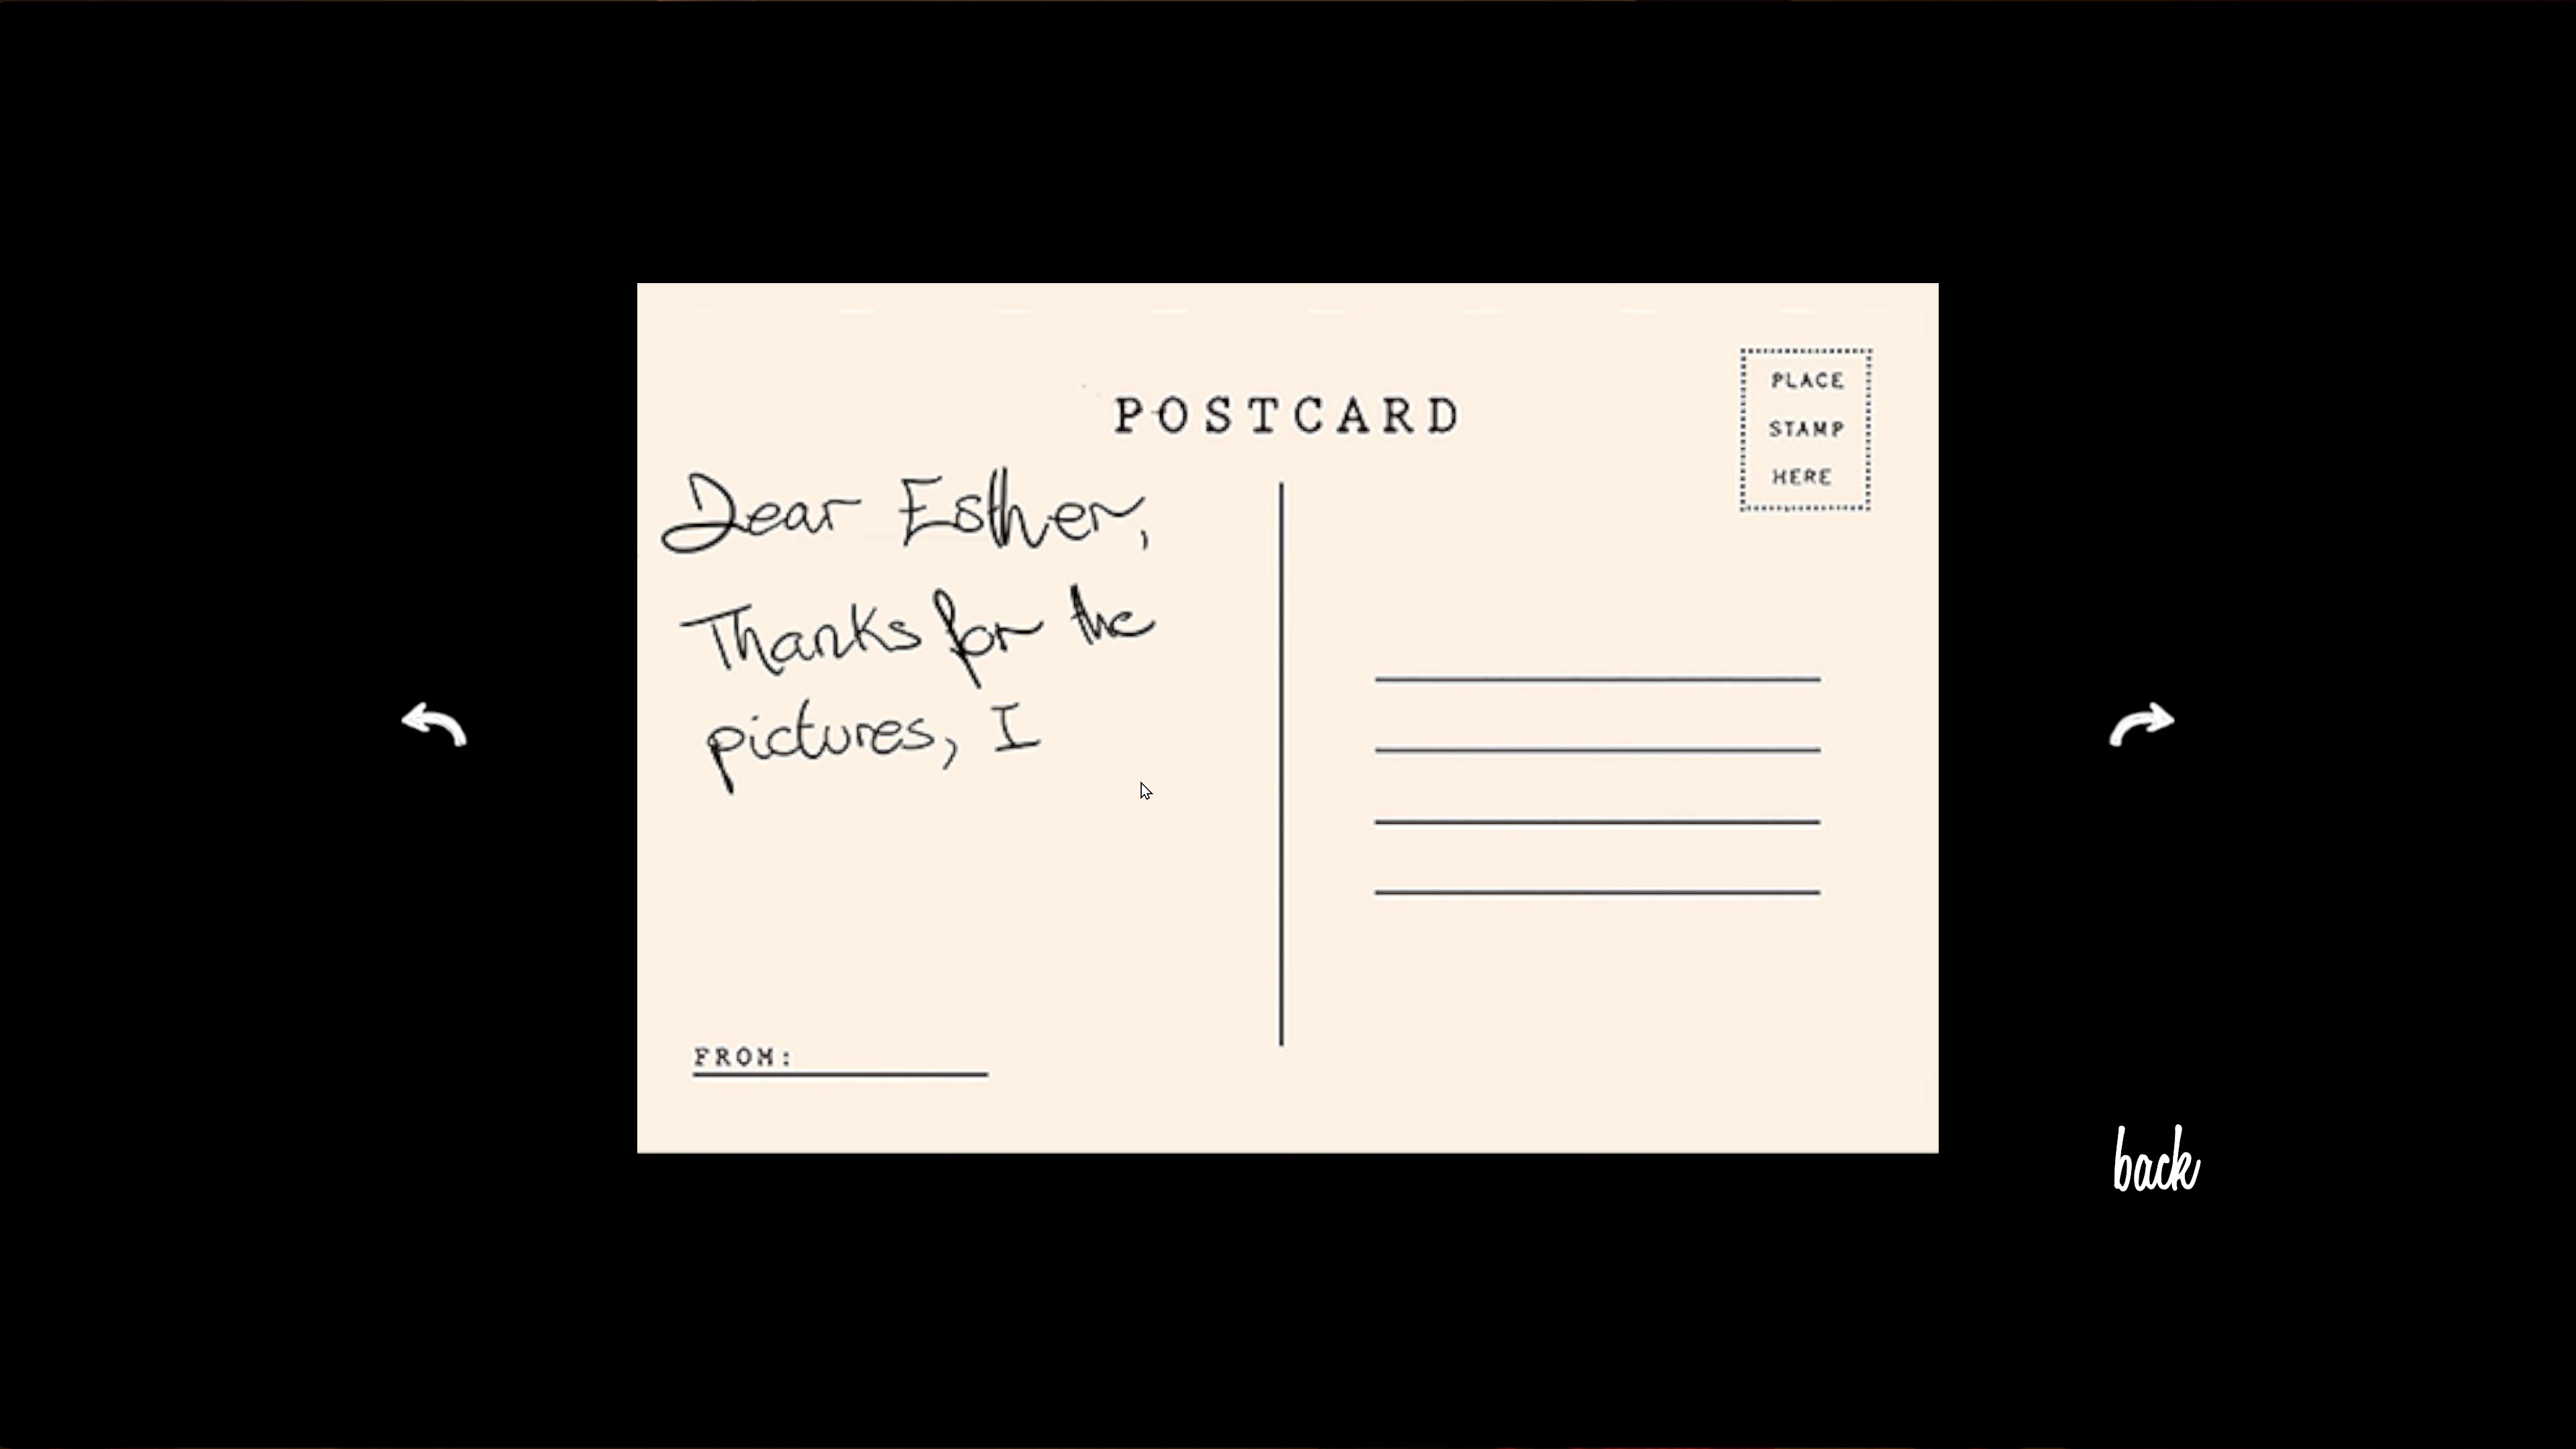 POSTCARD
PLACE
STAMP
HERE
Dear Esther,
Thanks for the
pictures, I
FROM:
back